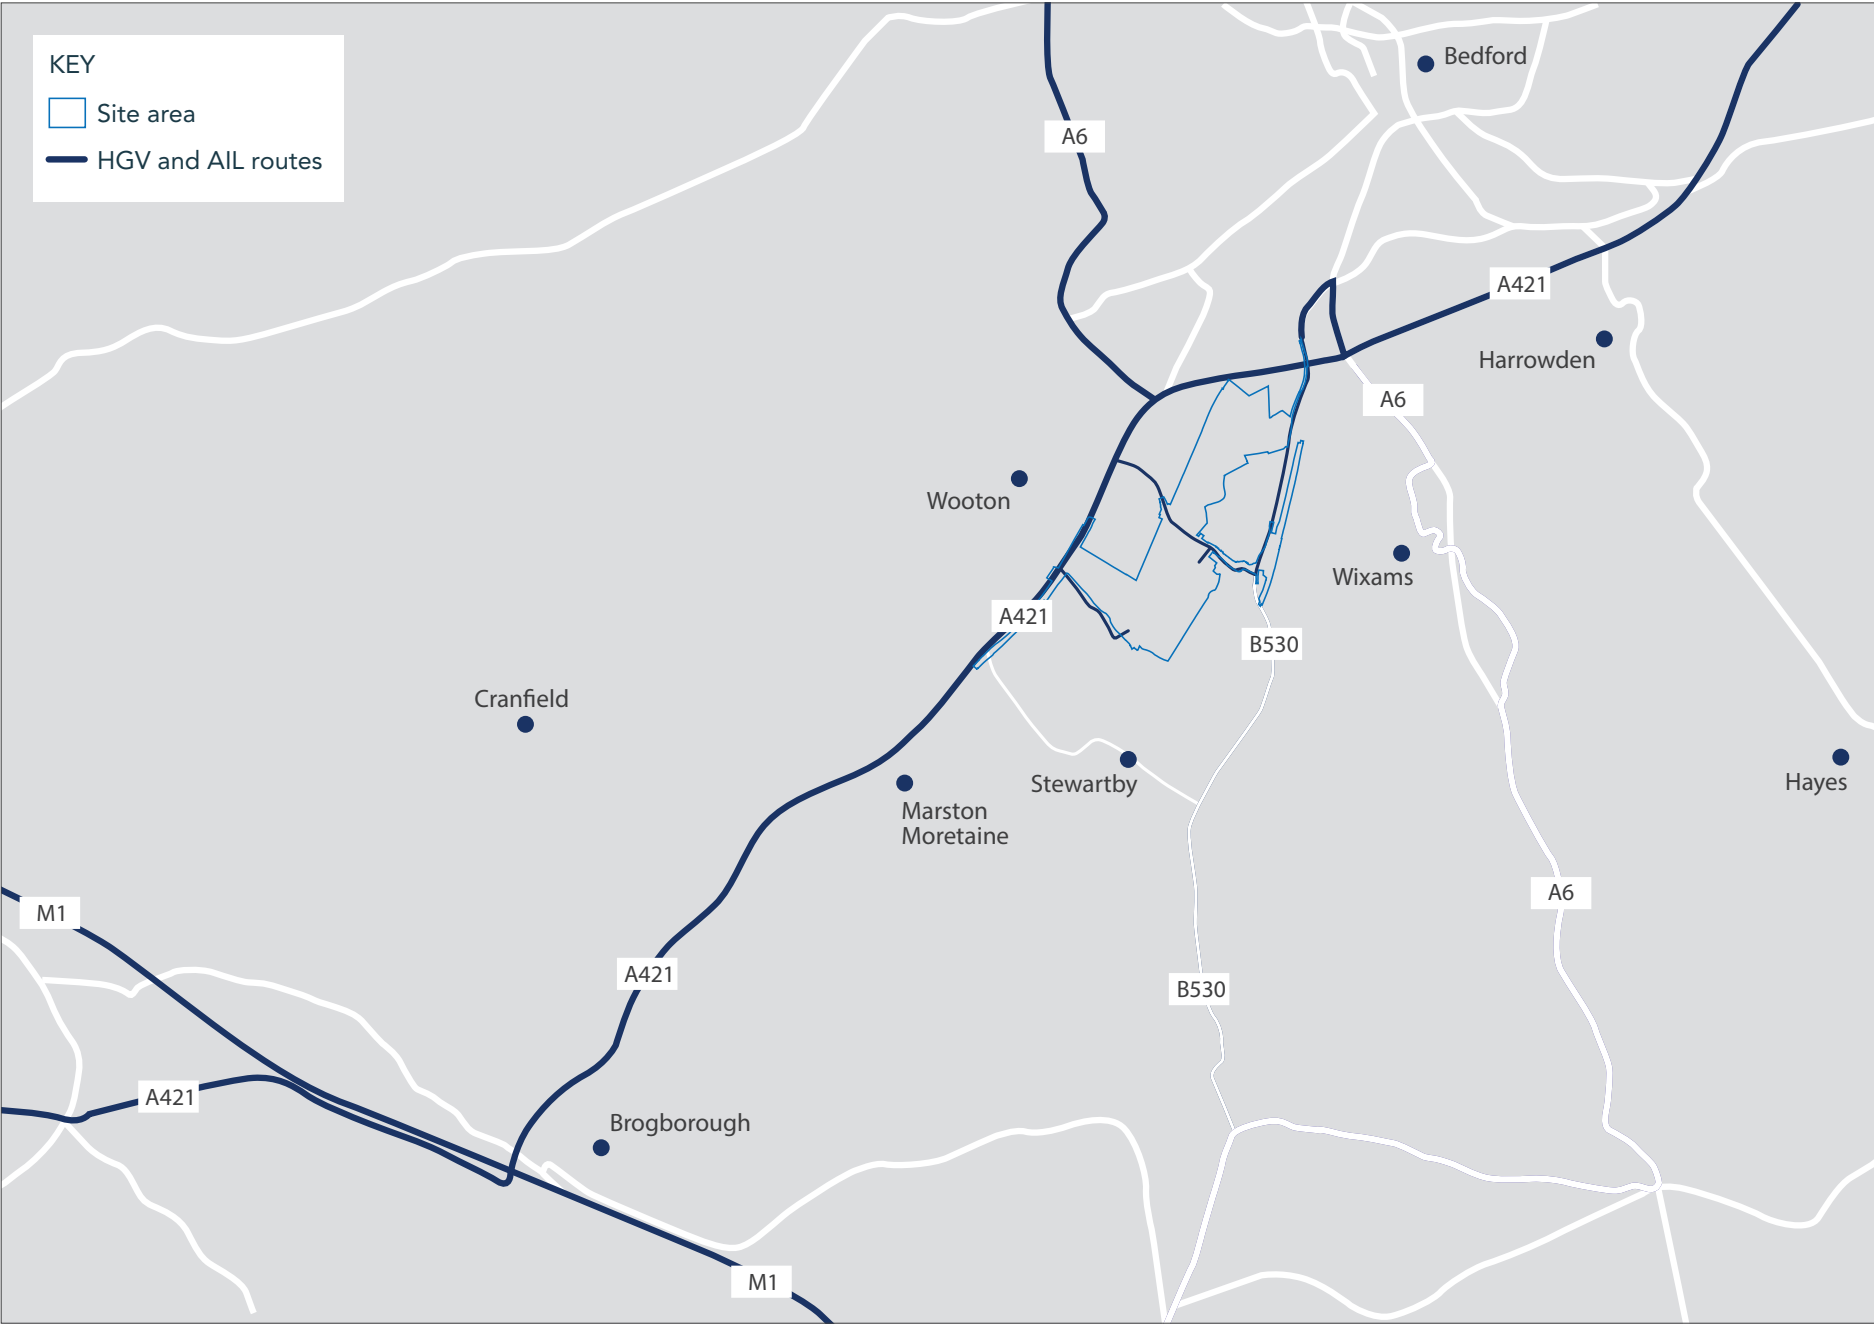 KEY
Site area
HGV and AIL routes
Bedford
A6
A421
Harrowden
A6
Wooton
Wixams
A421
B530
Cranfield
Stewartby
Marston
Moretaine
Hayes
A6
M1
A421
B530
A421
Brogborough
M1